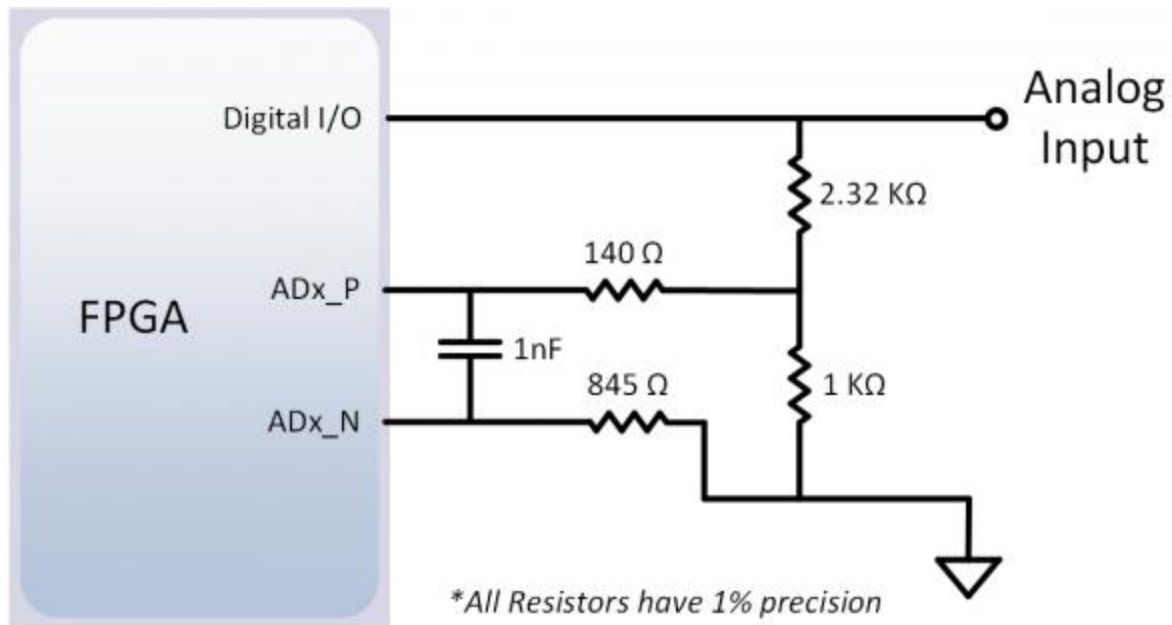 Digital I/O
Analog
Input
2.32 KΩ
140 Ω
ADx_P
FPGA
1nF
845 Ω
1 KΩ
ADx_N
*All Resistors have 1% precision